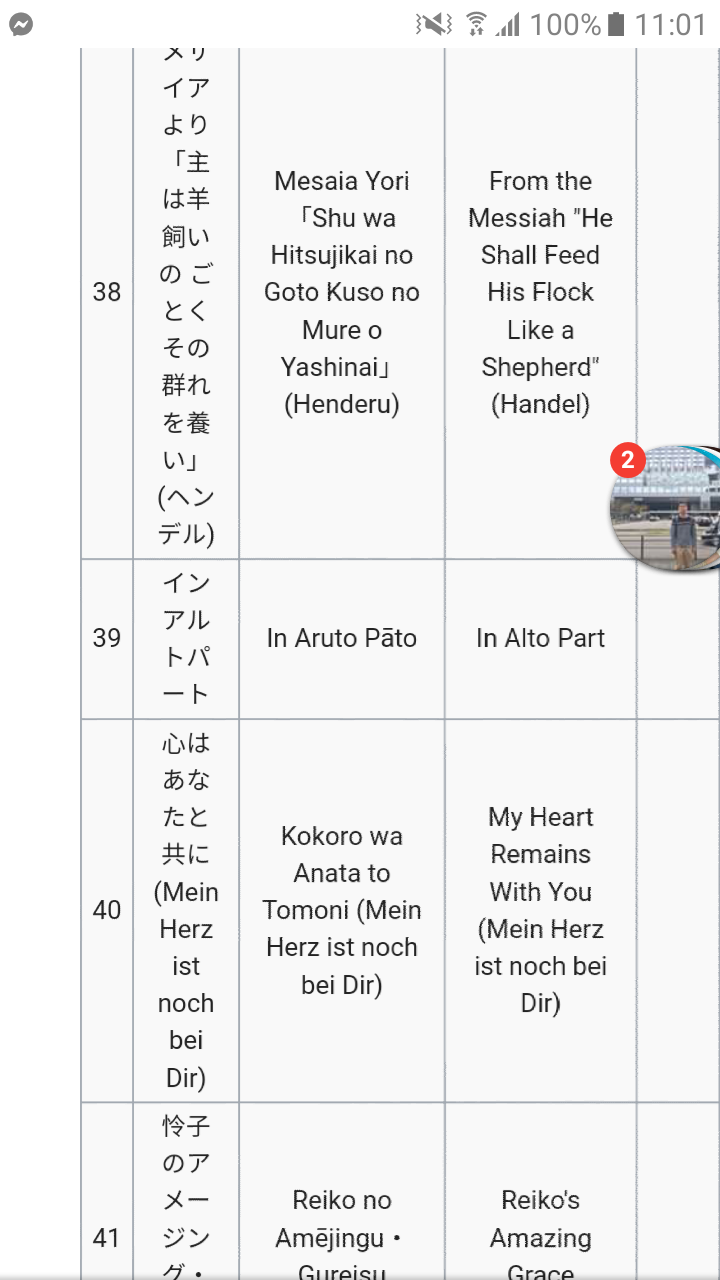 100% 11:01
メサ
イア
より
「主
は羊
飼い
の ご
とく
その
群れ
を養
い」
(ヘン
デル)
38
Mesaia Yori
「Shu wa
Hitsujikai no
Goto Kuso no
Mure o
Yashinai」
(Henderu)
From the
Messiah "He
Shall Feed
His Flock
Like a
Shepherd"
(Handel)
2
39
イン
アル
トパ
ート
In Aruto Pāto
In Alto Part
40
心は
あな
たと
共に
(Mein
Herz
ist
noch
bei
Dir)
Kokoro wa
Anata to
Tomoni (Mein
Herz ist noch
bei Dir)
My Heart
Remains
With You
(Mein Herz
ist noch bei
Dir)
41
怜子
のア
メー
ジン
グ・
Reiko no
Amējingu・
Gureisu
Reiko's
Amazing
Grace